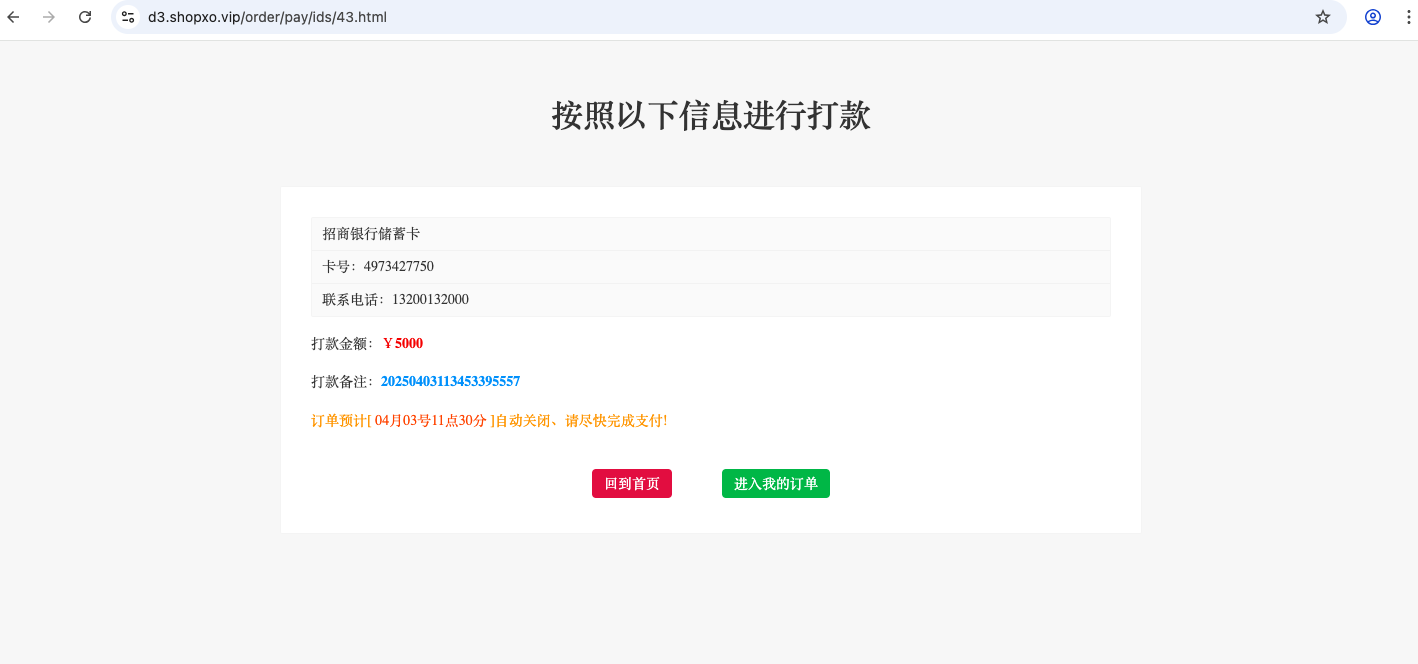 d3.shopxo.vip/order/pay/ids/43.html
按照以下信息进行打款
招商银行储蓄卡
卡号：4973427750
联系电话：13200132000
打款金额：￥5000
打款备注：20250403113453395557
订单预计[ 04月03号11点30分 ]自动关闭、请尽快完成支付!
回到首页
进入我的订单